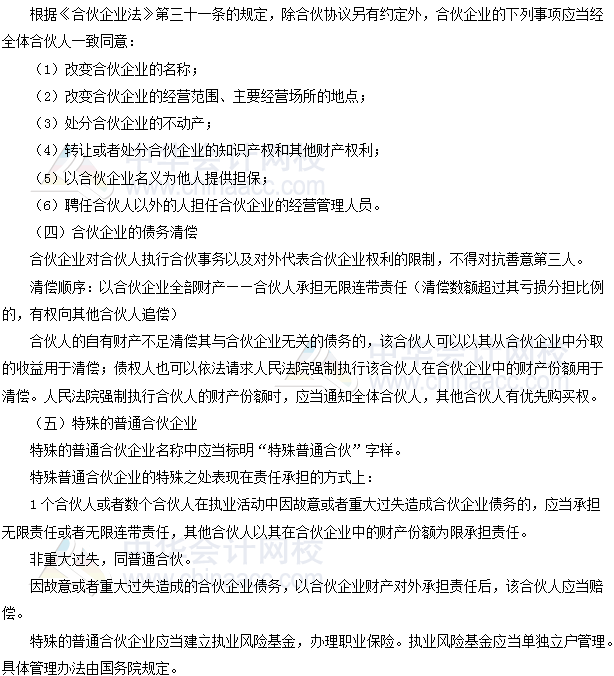 根据《合伙企业法》第三十一条的规定，除合伙协议另有约定外，合伙企业的下列事项应当经
全体合伙人一致同意：
（1）改变合伙企业的名称；
（2）改变合伙企业的经营范围、主要经营场所的地点；
（3）处分合伙企业的不动产；
（4）转让或者处分合伙企业的知识产权和其他财产权利；
（5）以合伙企业名义为他人提供担保；
（6）聘任合伙人以外的人担任合伙企业的经营管理人员。
（四）合伙企业的债务清偿
合伙企业对合伙人执行合伙事务以及对外代表合伙企业权利的限制，不得对抗善意第三人。
清偿顺序：以合伙企业全部财产——合伙人承担无限连带责任（清偿数额超过其亏损分担比例
的，有权向其他合伙人追偿）
合伙人的自有财产不足清偿其与合伙企业无关的债务的，该合伙人可以以其从合伙企业中分取
的收益用于清偿；债权人也可以依法请求人民法院强制执行该合伙人在合伙企业中的财产份额用于
清偿。人民法院强制执行合伙人的财产份额时，应当通知全体合伙人，其他合伙人有优先购买权。
（五）特殊的普通合伙企业
特殊的普通合伙企业名称中应当标明“特殊普通合伙”字样。
特殊普通合伙企业的特殊之处表现在责任承担的方式上：
1个合伙人或者数个合伙人在执业活动中因故意或者重大过失造成合伙企业债务的，应当承担
无限责任或者无限连带责任，其他合伙人以其在合伙企业中的财产份额为限承担责任。
非重大过失，同普通合伙。
因故意或者重大过失造成的合伙企业债务，以合伙企业财产对外承担责任后，该合伙人应当赔
偿。
特殊的普通合伙企业应当建立执业风险基金，办理职业保险。执业风险基金应当单独立户管理。
具体管理办法由国务院规定。
中华会计网校
www.chinaacc.com
中华会计网校
www.chinaacc.com
中华会计网校
www.chinaacc.com